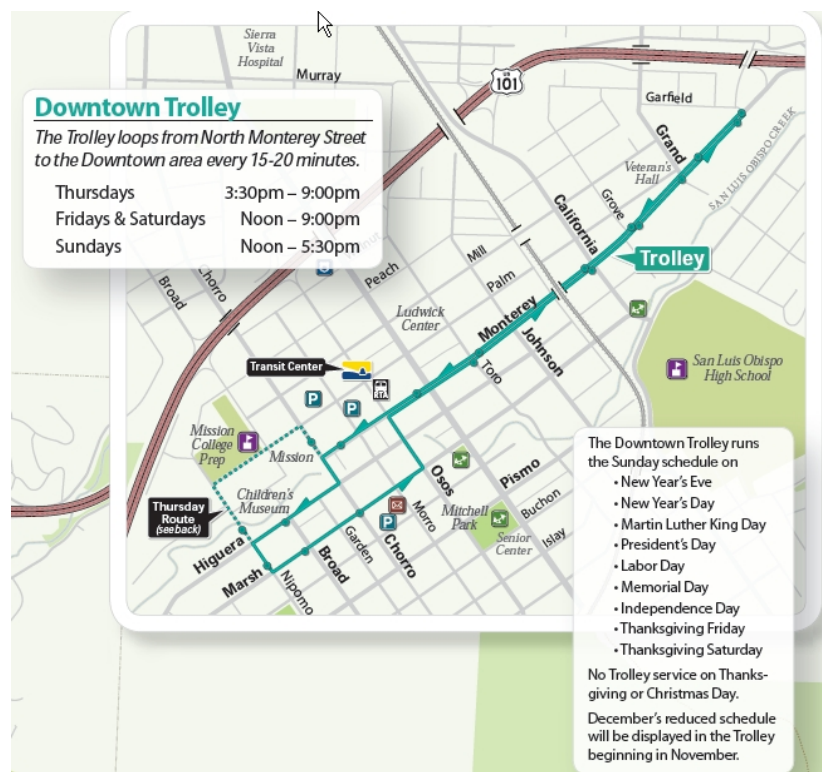 Sierra
Vista
Hospital
Murray
US
101
Garfield
Downtown Trolley
The Trolley loops from North Monterey Street
to the Downtown area every 15-20 minutes.
Thursdays 3:30pm – 9:00pm
Fridays & Saturdays Noon – 9:00pm
Sundays Noon – 5:30pm
Grand
Veteran's
Hall
SAN LUIS OBISPO CREEK
Grove
California
Trolley
Mill
Palm
Peach
Chorro
Broad
Ludwick
Center
Monterey
Johnson
Toro
Transit Center
San Luis Obispo
High School
P
P
Mission
College
Prep
Mission
Children's
Museum
Thursday
Route
(see back)
Osos
Pismo
Mitchell
Park
Buchon
Senior
Center
Islay
Morro
P
Garden
Chorro
Higuera
Broad
Marsh
Nipomo
The Downtown Trolley runs
the Sunday schedule on
• New Year's Eve
• New Year's Day
• Martin Luther King Day
• President's Day
• Labor Day
• Memorial Day
• Independence Day
• Thanksgiving Friday
• Thanksgiving Saturday
No Trolley service on Thanks-
giving or Christmas Day.
December's reduced schedule
will be displayed in the Trolley
beginning in November.